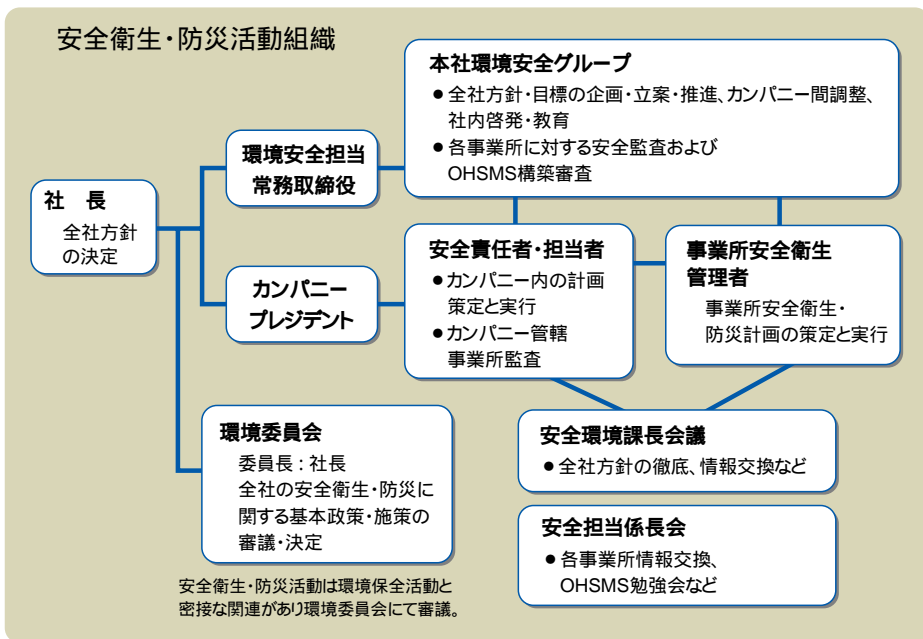 安全衛生・防災活動組織
本社環境安全グループ
● 全社方針・目標の企画・立案・推進、カンパニー間調整、
社内啓発・教育
● 各事業所に対する安全監査および
OHSMS構築審査
環境安全担当
常務取締役
社　長
全社方針
の決定
カンパニー
プレジデント
安全責任者・担当者
● カンパニー内の計画
策定と実行
● カンパニー管轄
事業所監査
事業所安全衛生
管理者
事業所安全衛生・
防災計画の策定と実行
環境委員会
委員長：社長
全社の安全衛生・防災に
関する基本政策・施策の
審議・決定
安全衛生・防災活動は環境保全活動と
密接な関連があり環境委員会にて審議。
安全環境課長会議
● 全社方針の徹底、情報交換など
安全担当係長会
● 各事業所情報交換、
OHSMS勉強会など